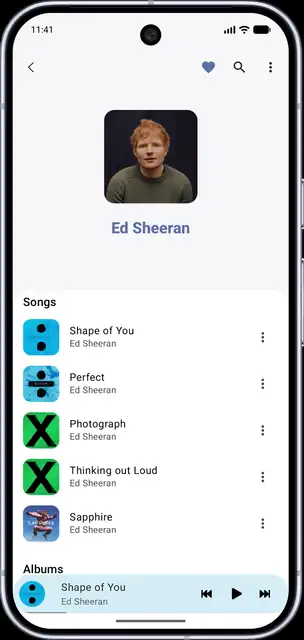 11:41
Ed Sheeran
Songs
Shape of You
Ed Sheeran
Perfect
Ed Sheeran
Photograph
Ed Sheeran
Thinking out Loud
Ed Sheeran
Sapphire
Ed Sheeran
Albums
Shape of You
Ed Sheeran